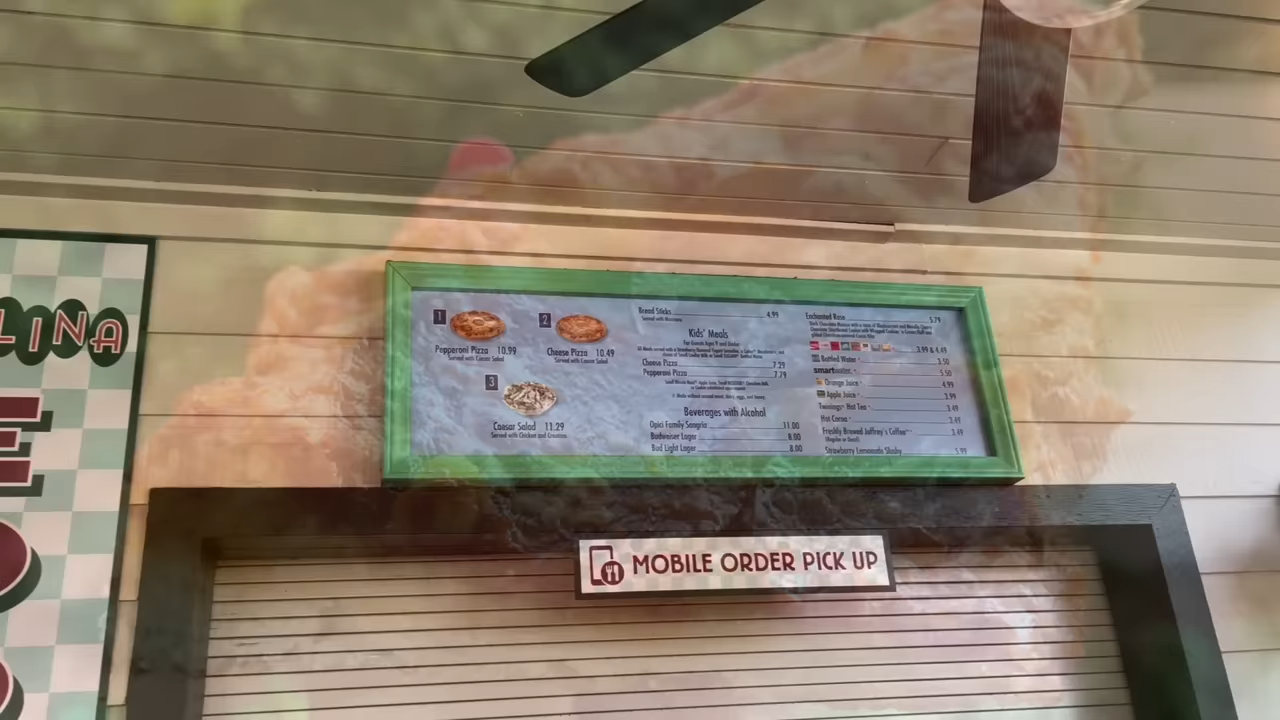 LINA
1
Pepperoni Pizza 10.99
Served with Caesar Salad
2
Cheese Pizza 10.49
Served with Caesar Salad
3
Caesar Salad 11.29
Served with Chicken and Croutons
Bread Sticks 4.99
Served with Marinara
Kids' Meals
For Guests Ages 9 and Under
Cheese Pizza 7.29
Pepperoni Pizza 7.79
Beverages with Alcohol
Opici Family Sangria 11.00
Budweiser Lager 8.00
Bud Light Lager 8.00
Enchanted Rose 5.79
3.99 & 4.49
Bottled Water 3.50
smartwater 5.50
Orange Juice 4.99
Apple Juice 3.99
Twinings® Hot Tea 3.49
Hot Cocoa 3.49
Freshly Brewed Joffrey's Coffee 3.49
(Regular or Decaf)
Strawberry Lemonade Slushy 5.99
MOBILE ORDER PICK UP